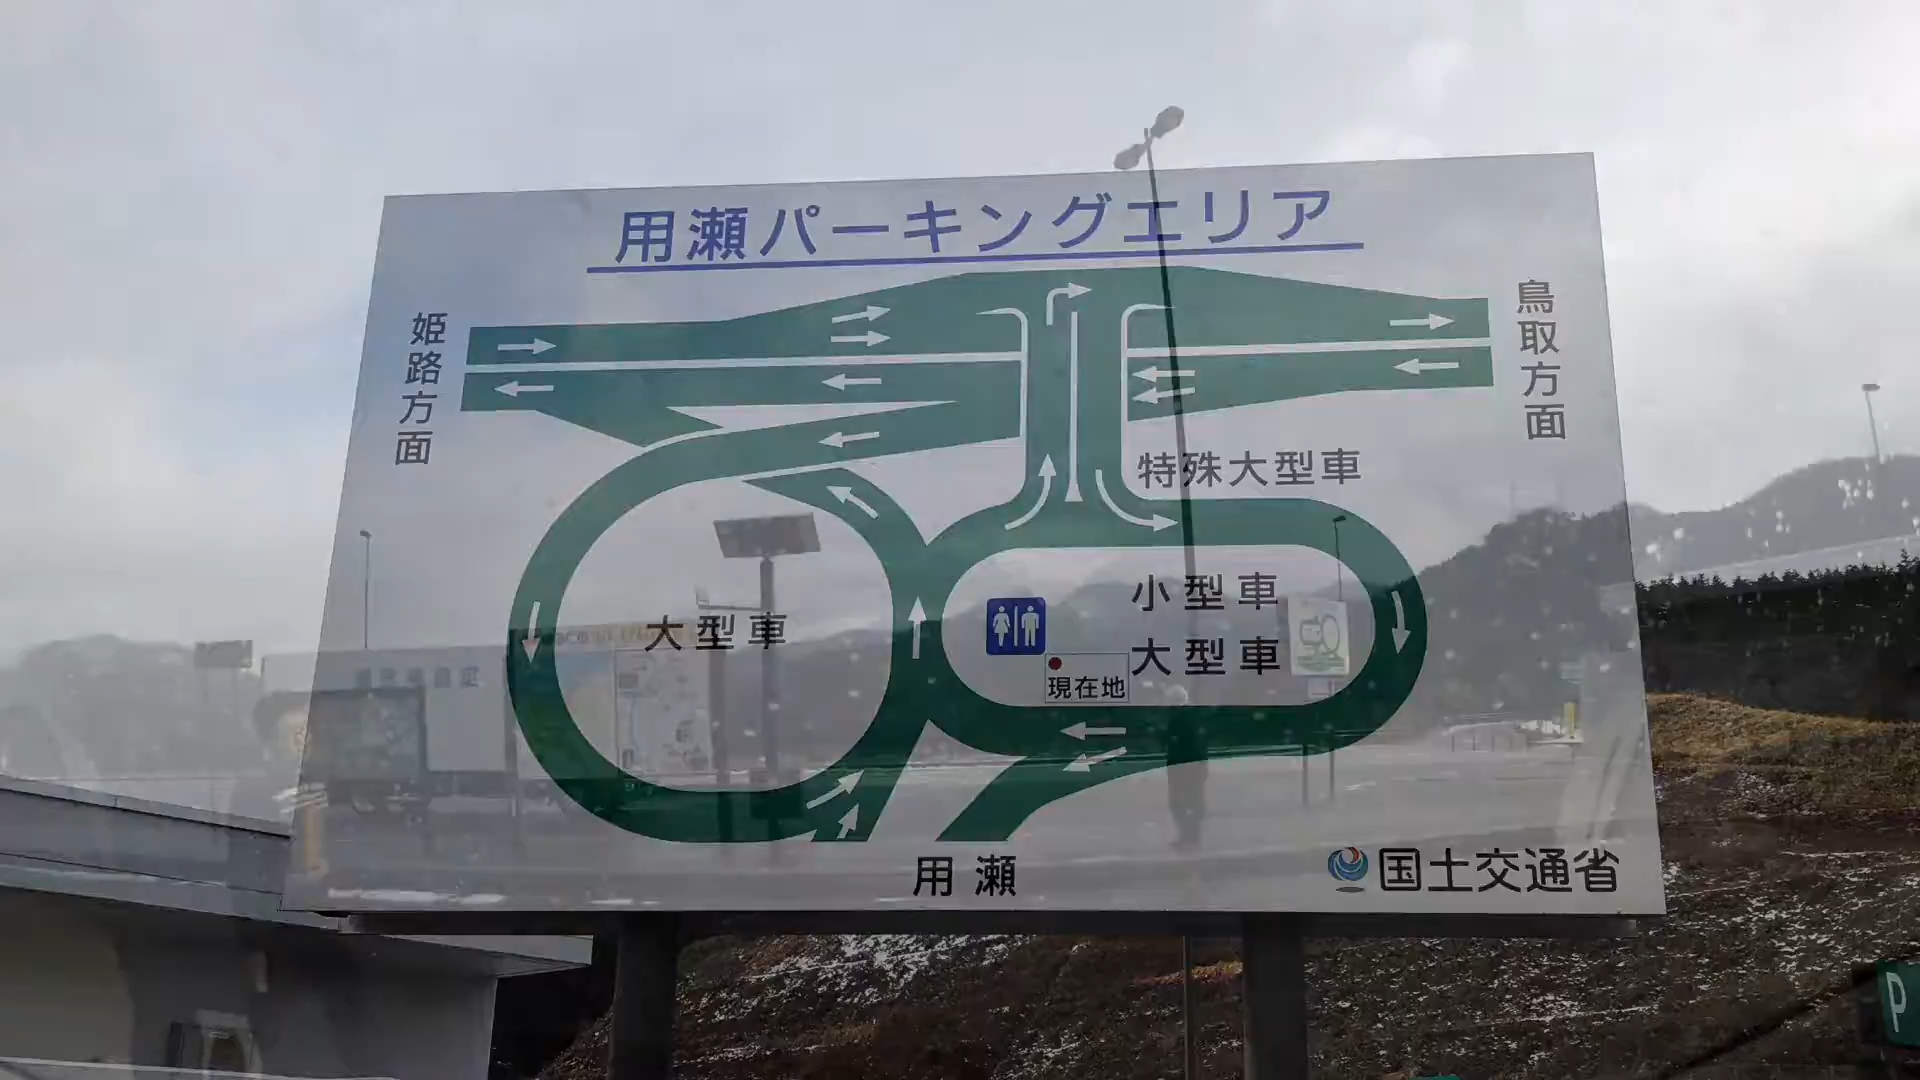 用瀬パーキングエリア
姫路方面
鳥取方面
特殊大型車
大型車
小型車
大型車
現在地
用瀬
国土交通省
P